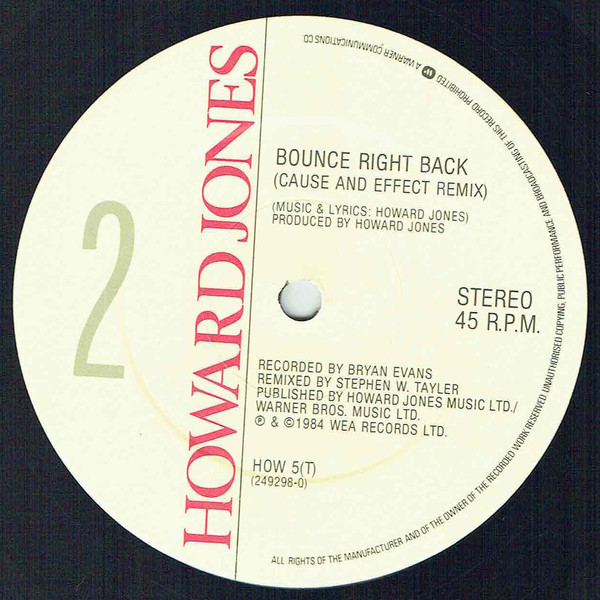 2
HOWARD JONES
BOUNCE RIGHT BACK
(CAUSE AND EFFECT REMIX)
(MUSIC & LYRICS: HOWARD JONES)
PRODUCED BY HOWARD JONES
STEREO
45 R.P.M.
RECORDED BY BRYAN EVANS
REMIXED BY STEPHEN W. TAYLER
PUBLISHED BY HOWARD JONES MUSIC LTD./
WARNER BROS. MUSIC LTD.
℗ & ©1984 WEA RECORDS LTD.
HOW 5(T)
(249298-0)
ALL RIGHTS OF THE MANUFACTURER AND OF THE OWNER OF THE RECORDED WORK RESERVED. UNAUTHORISED COPYING, PUBLIC PERFORMANCE AND BROADCASTING OF THIS RECORD PROHIBITED
A WARNER COMMUNICATIONS CO